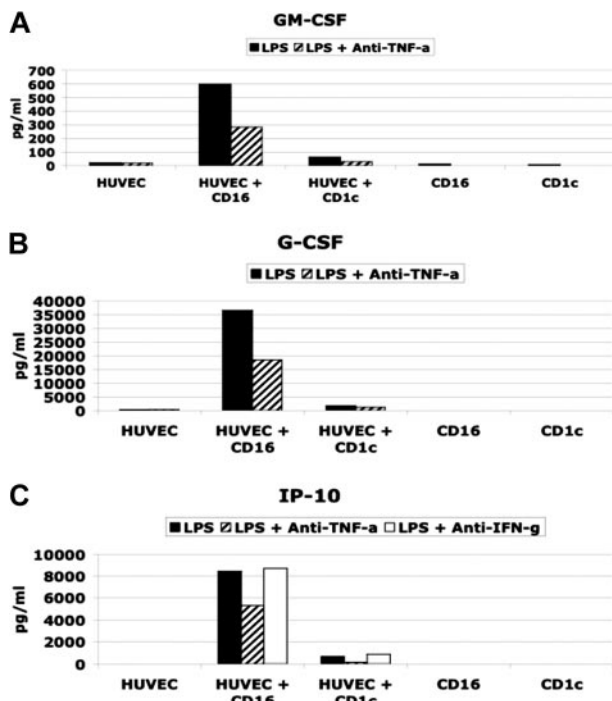 A
GM-CSF
LPS LPS + Anti-TNF-a
700
600
500
400
300
200
100
0
pg/ml
HUVEC HUVEC + CD16 HUVEC + CD1c CD16 CD1c
B
G-CSF
LPS LPS + Anti-TNF-a
40000
35000
30000
25000
20000
15000
10000
5000
0
pg/ml
HUVEC HUVEC + CD16 HUVEC + CD1c CD16 CD1c
C
IP-10
LPS LPS + Anti-TNF-a LPS + Anti-IFN-g
10000
8000
6000
4000
2000
0
pg/ml
HUVEC HUVEC + CD16 HUVEC + CD1c CD16 CD1c